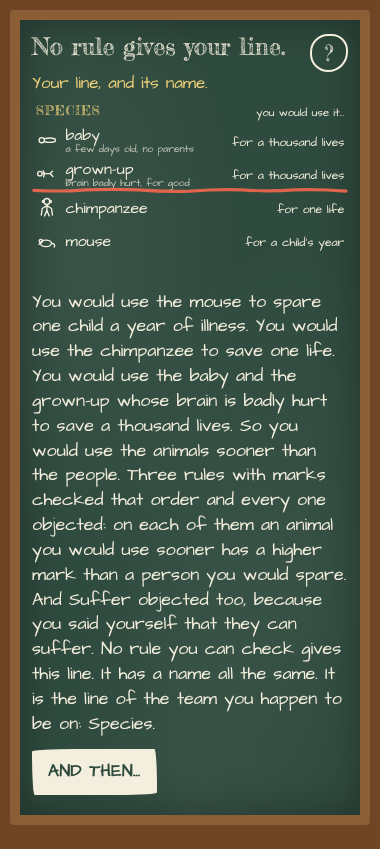 No rule gives your line.
?
Your line, and its name.
SPECIES you would use it..
baby
a few days old, no parents
for a thousand lives
grown-up
brain badly hurt, for good
for a thousand lives
chimpanzee for one life
mouse for a child's year
You would use the mouse to spare
one child a year of illness. You would
use the chimpanzee to save one life.
You would use the baby and the
grown-up whose brain is badly hurt
to save a thousand lives. So you
would use the animals sooner than
the people. Three rules with marks
checked that order and every one
objected: on each of them an animal
you would use sooner has a higher
mark than a person you would spare.
And Suffer objected too, because
you said yourself that they can
suffer. No rule you can check gives
this line. It has a name all the same. It
is the line of the team you happen to
be on: Species.
AND THEN...